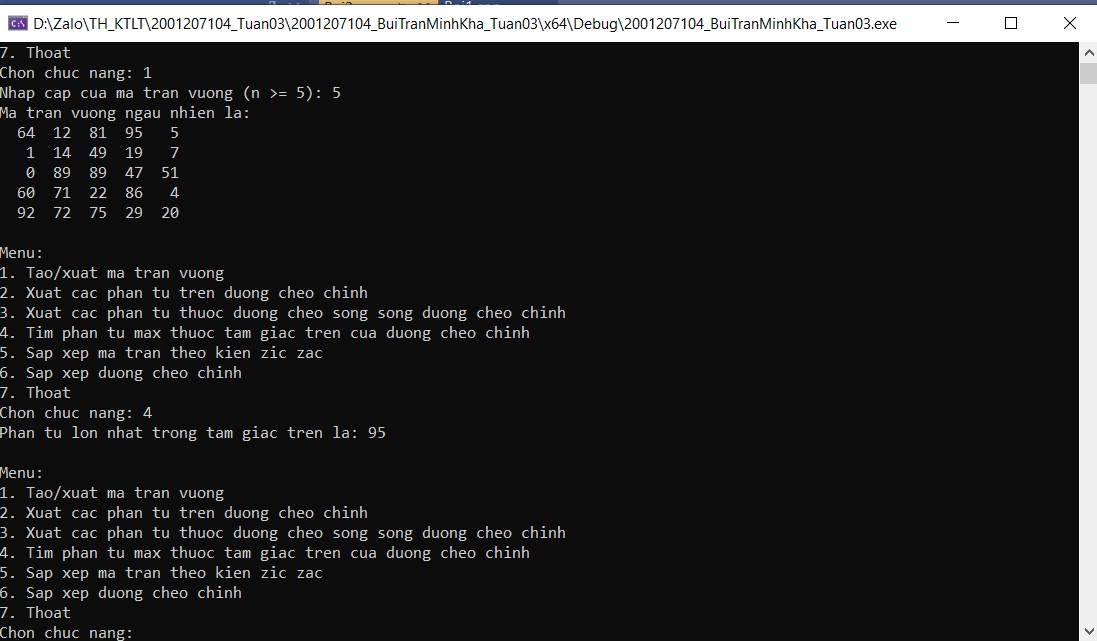 D:\Zalo\TH_KTLT\2001207104_Tuan03\2001207104_BuiTranMinhKha_Tuan03\x64\Debug\2001207104_BuiTranMinhKha_Tuan03.exe
7. Thoat
Chon chuc nang: 1
Nhap cap cua ma tran vuong (n >= 5): 5
Ma tran vuong ngau nhien la:
64 12 81 95 5
1 14 49 19 7
0 89 89 47 51
60 71 22 86 4
92 72 75 29 20
Menu:
1. Tao/xuat ma tran vuong
2. Xuat cac phan tu tren duong cheo chinh
3. Xuat cac phan tu thuoc duong cheo song song duong cheo chinh
4. Tim phan tu max thuoc tam giac tren cua duong cheo chinh
5. Sap xep ma tran theo kien zic zac
6. Sap xep duong cheo chinh
7. Thoat
Chon chuc nang: 4
Phan tu lon nhat trong tam giac tren la: 95
Menu:
1. Tao/xuat ma tran vuong
2. Xuat cac phan tu tren duong cheo chinh
3. Xuat cac phan tu thuoc duong cheo song song duong cheo chinh
4. Tim phan tu max thuoc tam giac tren cua duong cheo chinh
5. Sap xep ma tran theo kien zic zac
6. Sap xep duong cheo chinh
7. Thoat
Chon chuc nang: